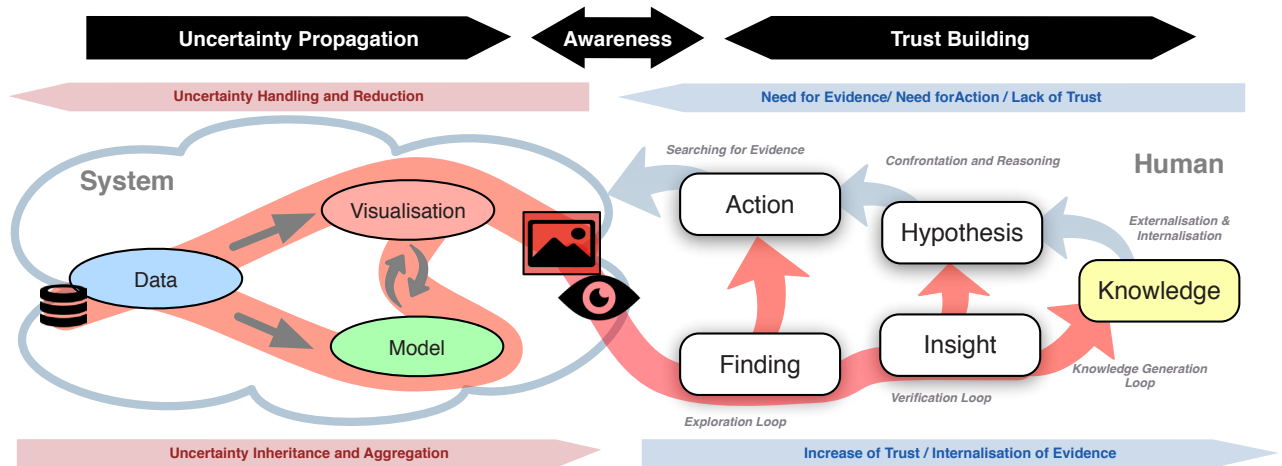 Uncertainty Propagation
Awareness
Trust Building
Uncertainty Handling and Reduction
Need for Evidence/ Need forAction / Lack of Trust
Searching for Evidence
Confrontation and Reasoning
System
Human
Visualisation
Action
Hypothesis
Externalisation &
Internalisation
Data
Knowledge
Model
Finding
Insight
Knowledge Generation
Loop
Verification Loop
Exploration Loop
Uncertainty Inheritance and Aggregation
Increase of Trust / Internalisation of Evidence